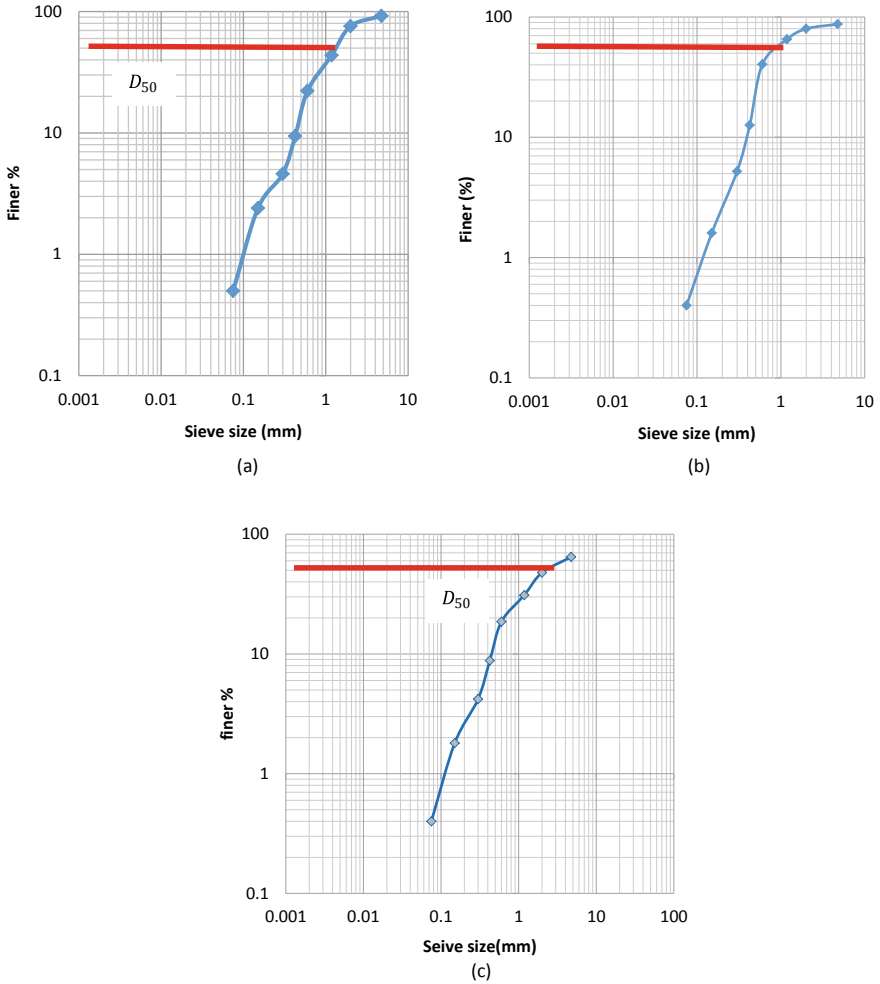 100
10
1
0.1
0.001 0.01 0.1 1 10
Finer %
Sieve size (mm)
D₅₀
(a)
100
10
1
0.1
0.001 0.01 0.1 1 10
Finer (%)
Sieve size (mm)
(b)
100
10
1
0.1
0.001 0.01 0.1 1 10 100
finer %
Seive size(mm)
D₅₀
(c)